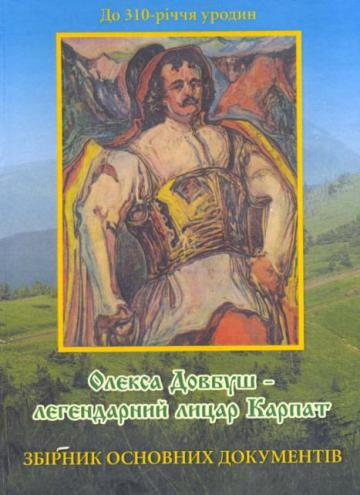 До 310-річчя уродин
Олекса Довбуш -
легендарний лицар Карпат
ЗБІРНИК ОСНОВНИХ ДОКУМЕНТІВ